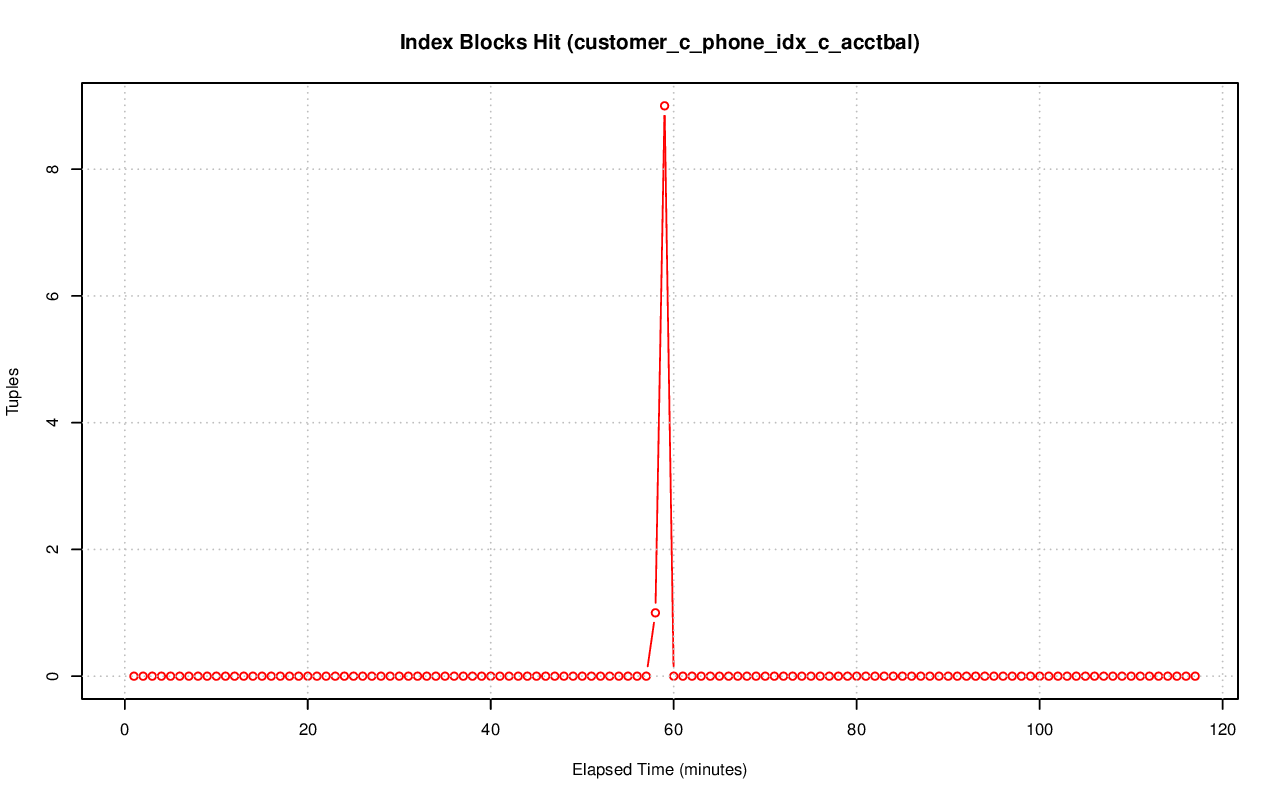 Index Blocks Hit (customer_c_phone_idx_c_acctbal)
8
6
4
2
0
Tuples
0 20 40 60 80 100 120
Elapsed Time (minutes)